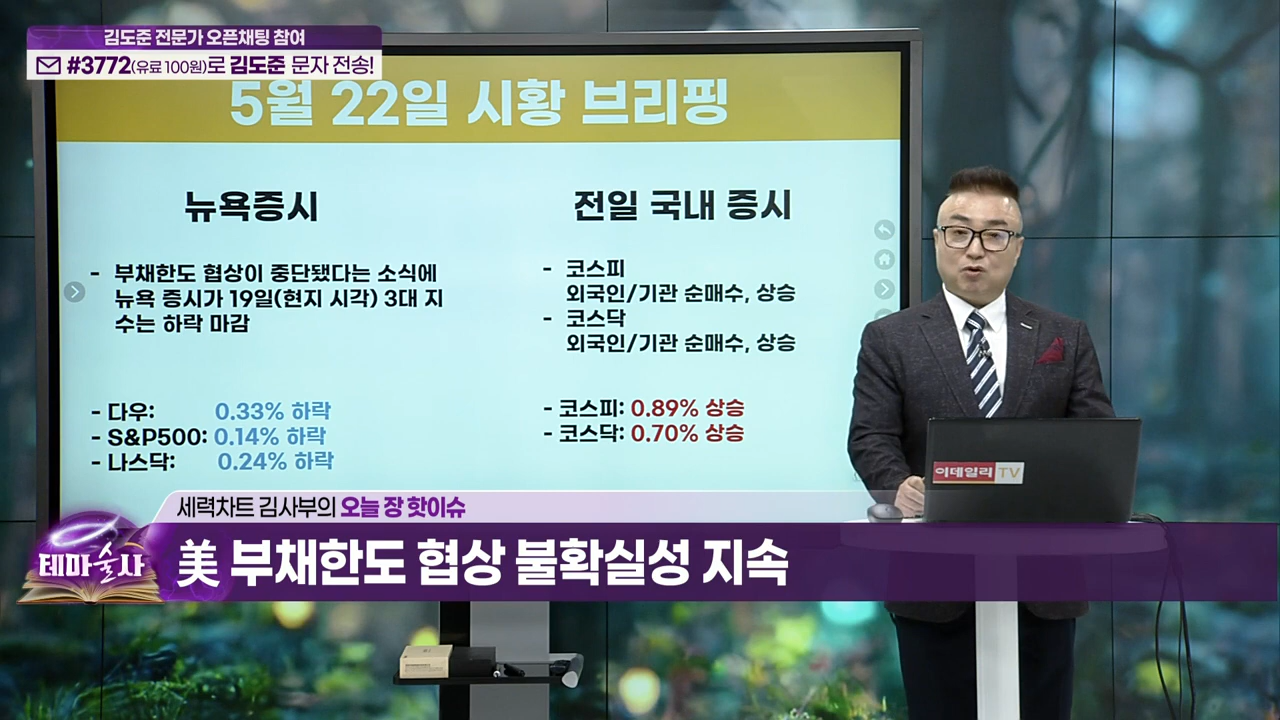 김도준 전문가 오픈채팅 참여
#3772(유료 100원)로 김도준 문자 전송!
5월 22일 시황 브리핑
뉴욕증시
- 부채한도 협상이 중단됐다는 소식에
뉴욕 증시가 19일(현지 시각) 3대 지
수는 하락 마감
- 다우: 0.33% 하락
- S&P500: 0.14% 하락
- 나스닥: 0.24% 하락
전일 국내 증시
- 코스피
외국인/기관 순매수, 상승
- 코스닥
외국인/기관 순매수, 상승
- 코스피: 0.89% 상승
- 코스닥: 0.70% 상승
이데일리 TV
세력차트 김사부의 오늘 장 핫이슈
테마술사
美 부채한도 협상 불확실성 지속